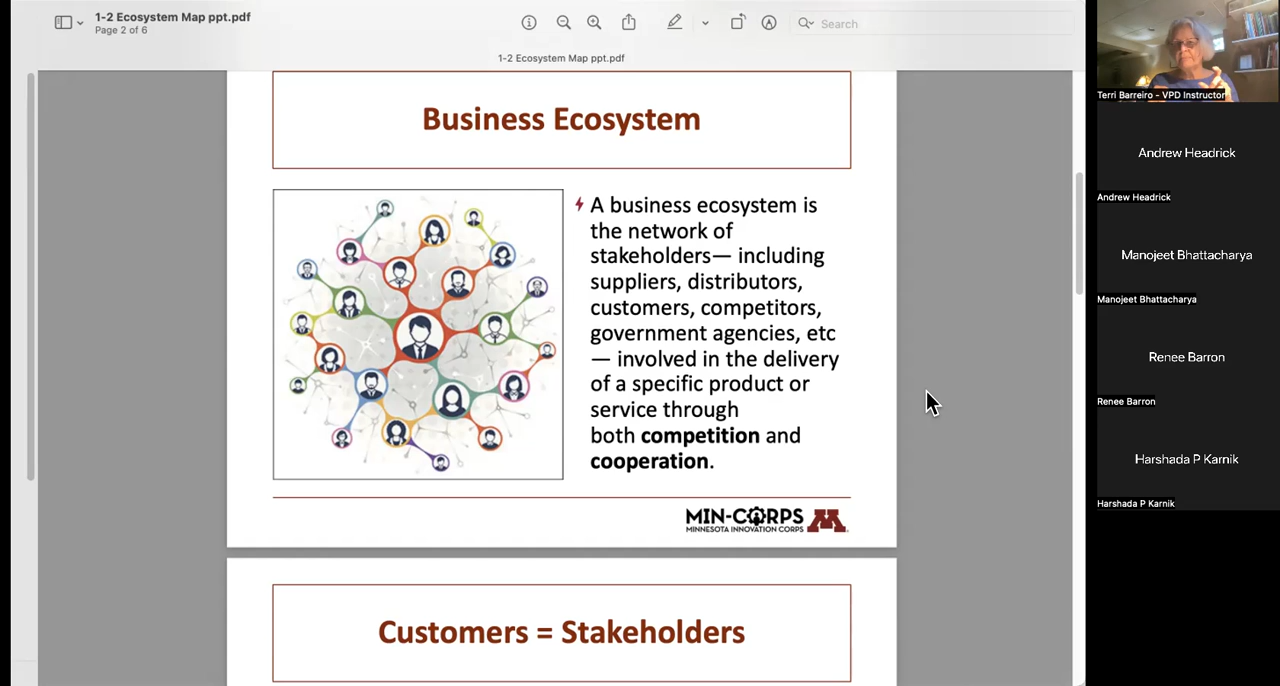 1-2 Ecosystem Map ppt.pdf
Page 2 of 6
Search
1-2 Ecosystem Map ppt.pdf
Business Ecosystem
A business ecosystem is
the network of
stakeholders— including
suppliers, distributors,
customers, competitors,
government agencies, etc
— involved in the delivery
of a specific product or
service through
both competition and
cooperation.
MIN-CORPS
MINNESOTA INNOVATION CORPS
M
Customers = Stakeholders
Terri Barreiro - VPD Instructor
Andrew Headrick
Andrew Headrick
Manojeet Bhattacharya
Manojeet Bhattacharya
Renee Barron
Renee Barron
Harshada P Karnik
Harshada P Karnik